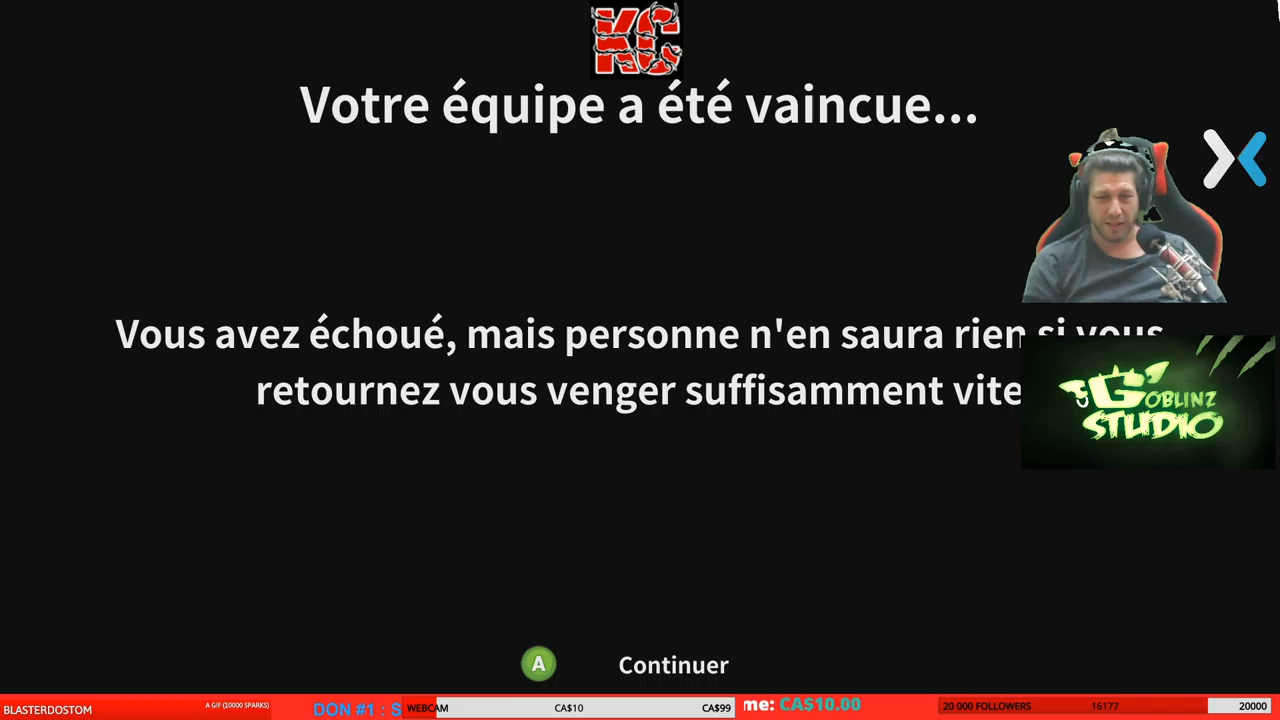 KC
Votre équipe a été vaincue...
Vous avez échoué, mais personne n'en saura rien si vous
retournez vous venger suffisamment vite
GOBLINZ
STUDIO
A Continuer
BLASTERDOSTOM A GIF (10000 SPARKS) DON #1 : S WEBCAM CA$10 CA$99 me: CA$10.00 20 000 FOLLOWERS 16177 20000